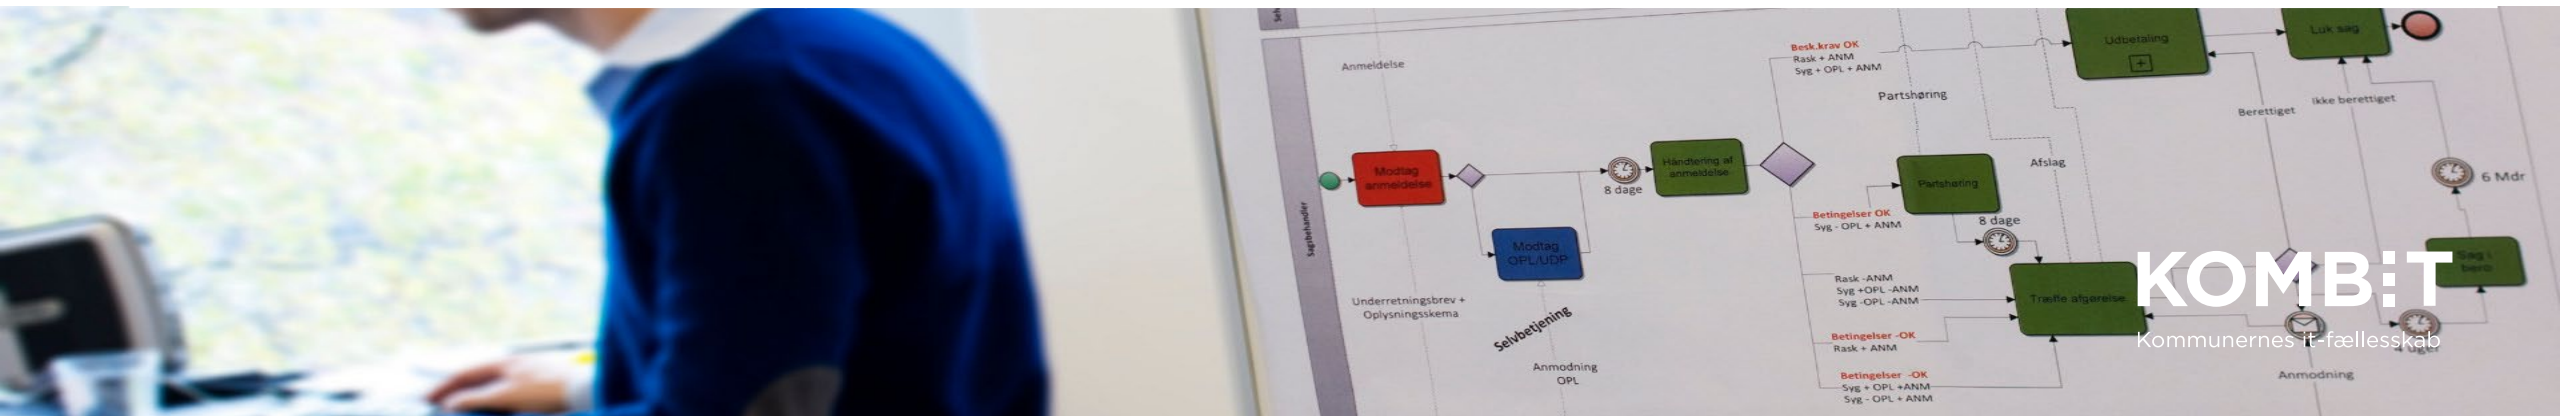 Besk.krav OK
Rask + ANM
Syg + OPL + ANM
Anmeldelse
Udbetaling
Luk sag
Partshøring
Berettiget
Ikke berettiget
Modtag
anmeldelse
8 dage
Håndtering af
anmeldelse
Partshøring
Afslag
6 Mdr
Sagsbehandler
Betingelser OK
Syg - OPL + ANM
8 dage
Modtag
OPL/UDP
Rask -ANM
Syg +OPL -ANM
Syg -OPL -ANM
Træffe afgørelse
Sag i
bero
KOMBIT
Kommunernes it-fællesskab
Underretningsbrev +
Oplysningsskema
Selvbetjening
Betingelser -OK
Rask + ANM
Anmodning
OPL
Betingelser -OK
Syg + OPL +ANM
Syg - OPL + ANM
Anmodning